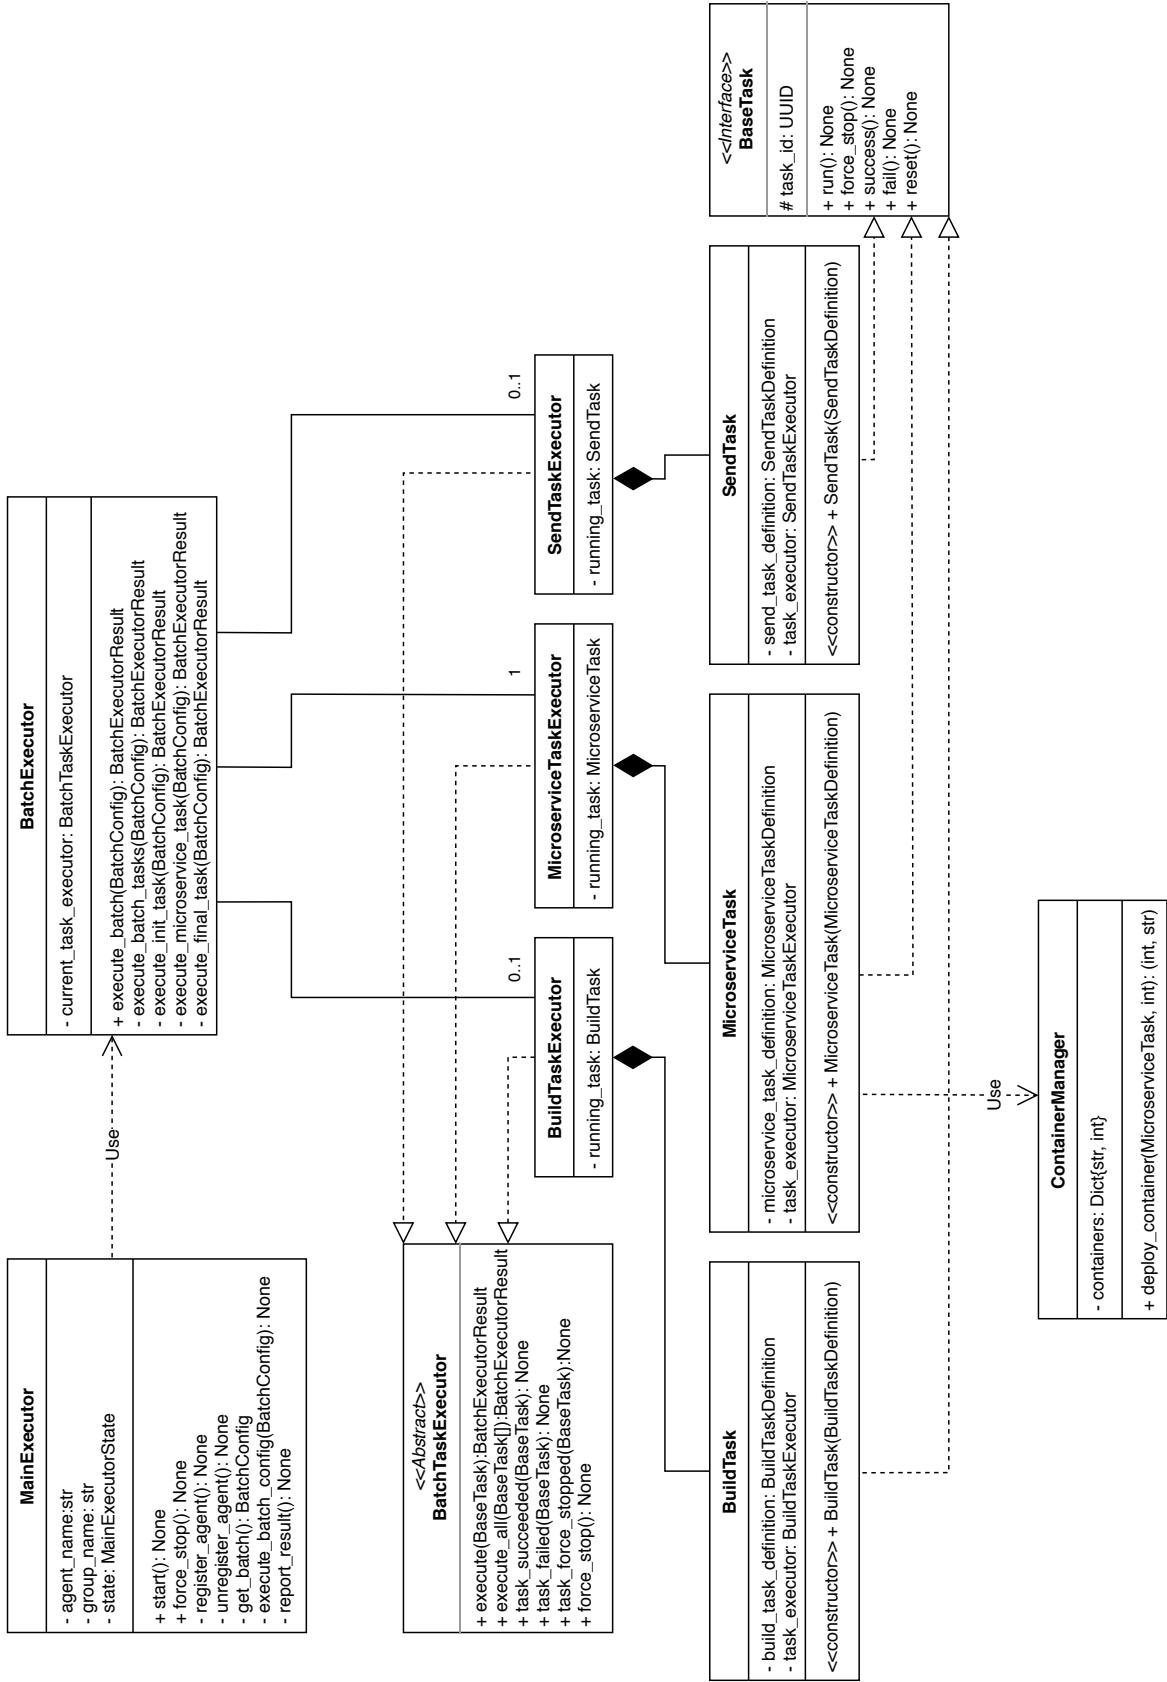 MainExecutor
- agent_name:str
- group_name: str
- state: MainExecutorState
+ start(): None
+ force_stop(): None
- register_agent(): None
- unregister_agent(): None
- get_batch(): BatchConfig
- execute_batch_config(BatchConfig): None
- report_result(): None
Use
BatchExecutor
- current_task_executor: BatchTaskExecutor
+ execute_batch(BatchConfig): BatchExecutorResult
- execute_batch_tasks(BatchConfig): BatchExecutorResult
- execute_init_task(BatchConfig): BatchExecutorResult
- execute_microservice_task(BatchConfig): BatchExecutorResult
- execute_final_task(BatchConfig): BatchExecutorResult
<<Abstract>>
BatchTaskExecutor
+ execute(BaseTask):BatchExecutorResult
+ execute_all(BaseTask[]):BatchExecutorResult
+ task_succeeded(BaseTask): None
+ task_failed(BaseTask): None
+ task_force_stopped(BaseTask):None
+ force_stop(): None
0..1
1
0..1
BuildTaskExecutor
- running_task: BuildTask
MicroserviceTaskExecutor
- running_task: MicroserviceTask
SendTaskExecutor
- running_task: SendTask
BuildTask
- build_task_definition: BuildTaskDefinition
- task_executor: BuildTaskExecutor
<<constructor>> + BuildTask(BuildTaskDefinition)
MicroserviceTask
- microservice_task_definition: MicroserviceTaskDefinition
- task_executor: MicroserviceTaskExecutor
<<constructor>> + MicroserviceTask(MicroserviceTaskDefinition)
SendTask
- send_task_definition: SendTaskDefinition
- task_executor: SendTaskExecutor
<<constructor>> + SendTask(SendTaskDefinition)
<<Interface>>
BaseTask
# task_id: UUID
+ run(): None
+ force_stop(): None
+ success(): None
+ fail(): None
+ reset(): None
Use
ContainerManager
- containers: Dict{str, int}
+ deploy_container(MicroserviceTask, int): (int, str)